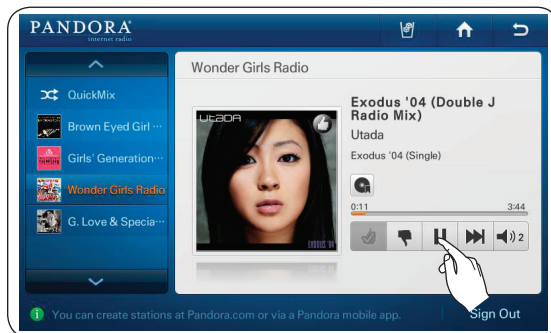 PANDORA
internet radio
Wonder Girls Radio
QuickMix
Brown Eyed Girl ...
Girls' Generation...
Wonder Girls Radio
G. Love & Specia...
UtaDA
EXODUS '04
Exodus '04 (Double J
Radio Mix)
Utada
Exodus '04 (Single)
0:11
3:44
2
You can create stations at Pandora.com or via a Pandora mobile app.
Sign Out